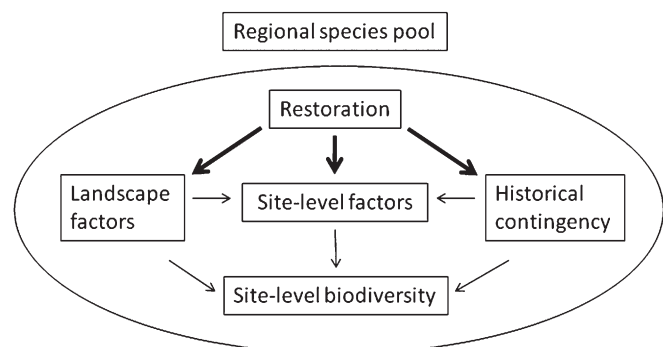 Regional species pool
Restoration
Landscape
factors
Site-level factors
Historical
contingency
Site-level biodiversity